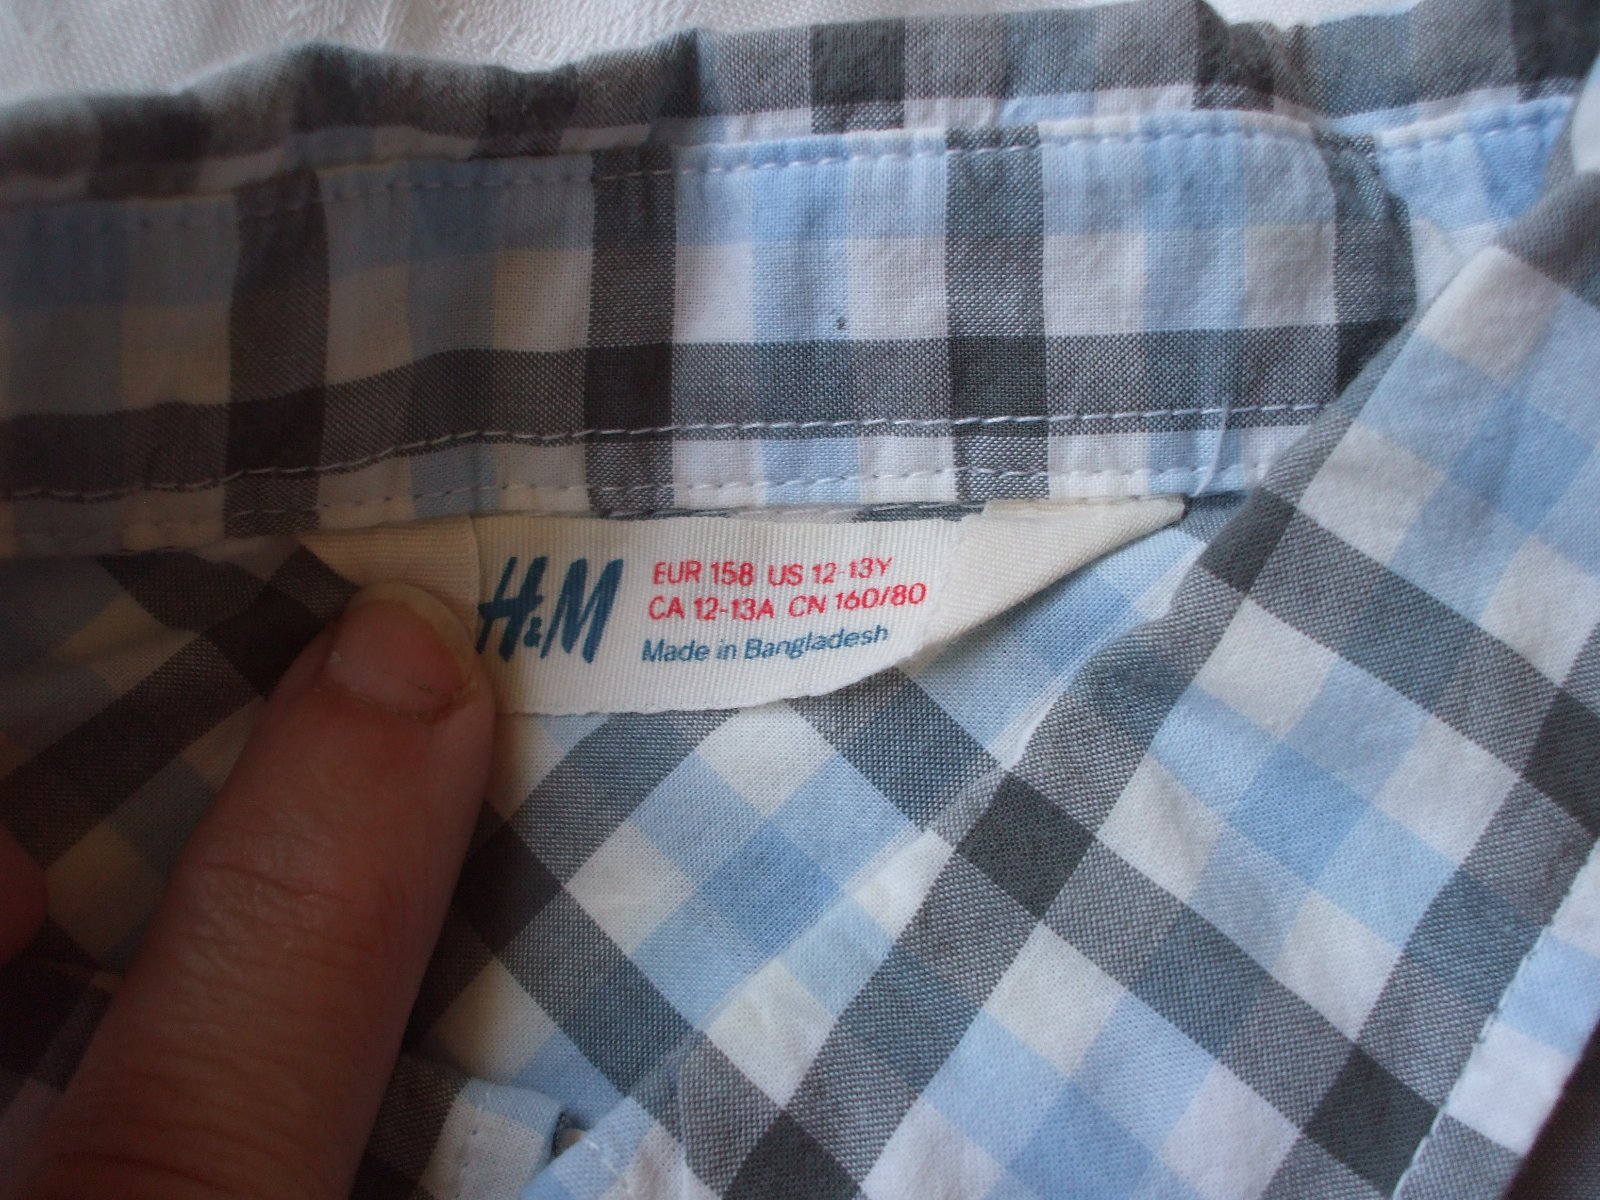 H&M
EUR 158 US 12-13Y
CA 12-13A CN 160/80
Made in Bangladesh